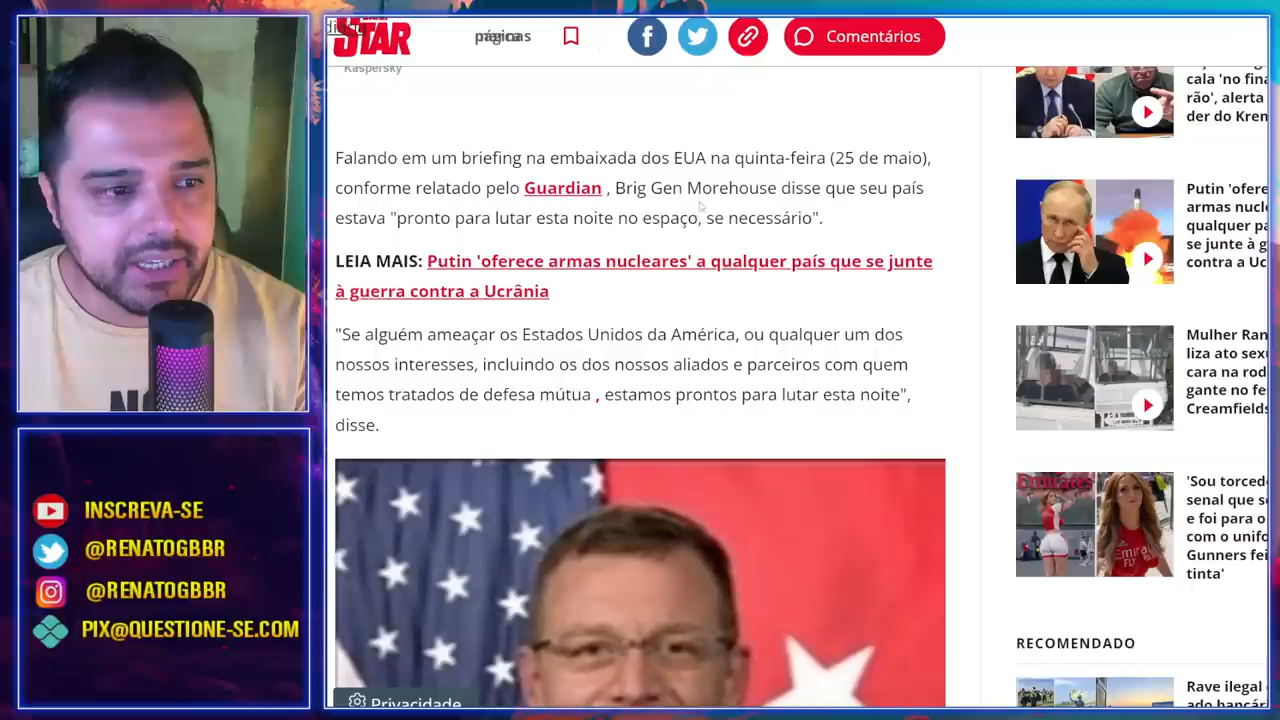 STAR
Comentários
Kaspersky
Falando em um briefing na embaixada dos EUA na quinta-feira (25 de maio),
conforme relatado pelo Guardian , Brig Gen Morehouse disse que seu país
estava "pronto para lutar esta noite no espaço, se necessário".
LEIA MAIS: Putin 'oferece armas nucleares' a qualquer país que se junte
à guerra contra a Ucrânia
"Se alguém ameaçar os Estados Unidos da América, ou qualquer um dos
nossos interesses, incluindo os dos nossos aliados e parceiros com quem
temos tratados de defesa mútua , estamos prontos para lutar esta noite",
disse.
Privacidade
cala 'no fina
rão', alerta
der do Kren
Putin 'ofere
armas nucle
qualquer pa
se junte à g
contra a Uc
Mulher Ran
liza ato sexu
cara na rod
gante no fe
Creamfields
'Sou torced
senal que s
e foi para o
com o unifo
Gunners fei
tinta'
RECOMENDADO
Rave ilegal
ado bancár
INSCREVA-SE
@RENATOGBBR
@RENATOGBBR
PIX@QUESTIONE-SE.COM